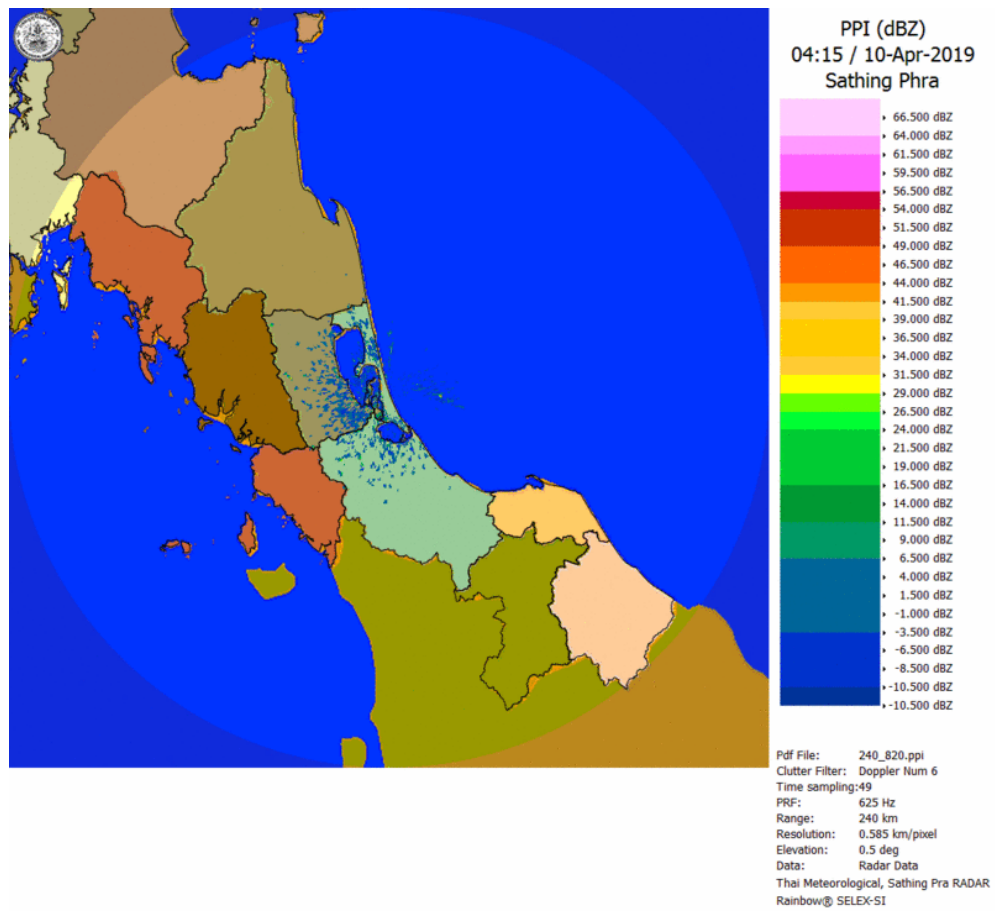 PPI (dBZ)
04:15 / 10-Apr-2019
Sathing Phra
66.500 dBZ
64.000 dBZ
61.500 dBZ
59.500 dBZ
56.500 dBZ
54.000 dBZ
51.500 dBZ
49.000 dBZ
46.500 dBZ
44.000 dBZ
41.500 dBZ
39.000 dBZ
36.500 dBZ
34.000 dBZ
31.500 dBZ
29.000 dBZ
26.500 dBZ
24.000 dBZ
21.500 dBZ
19.000 dBZ
16.500 dBZ
14.000 dBZ
11.500 dBZ
9.000 dBZ
6.500 dBZ
4.000 dBZ
1.500 dBZ
-1.000 dBZ
-3.500 dBZ
-6.500 dBZ
-8.500 dBZ
-10.500 dBZ
-10.500 dBZ
Pdf File: 240_820.ppi
Clutter Filter: Doppler Num 6
Time sampling:49
PRF: 625 Hz
Range: 240 km
Resolution: 0.585 km/pixel
Elevation: 0.5 deg
Data: Radar Data
Thai Meteorological, Sathing Pra RADAR
Rainbow® SELEX-SI